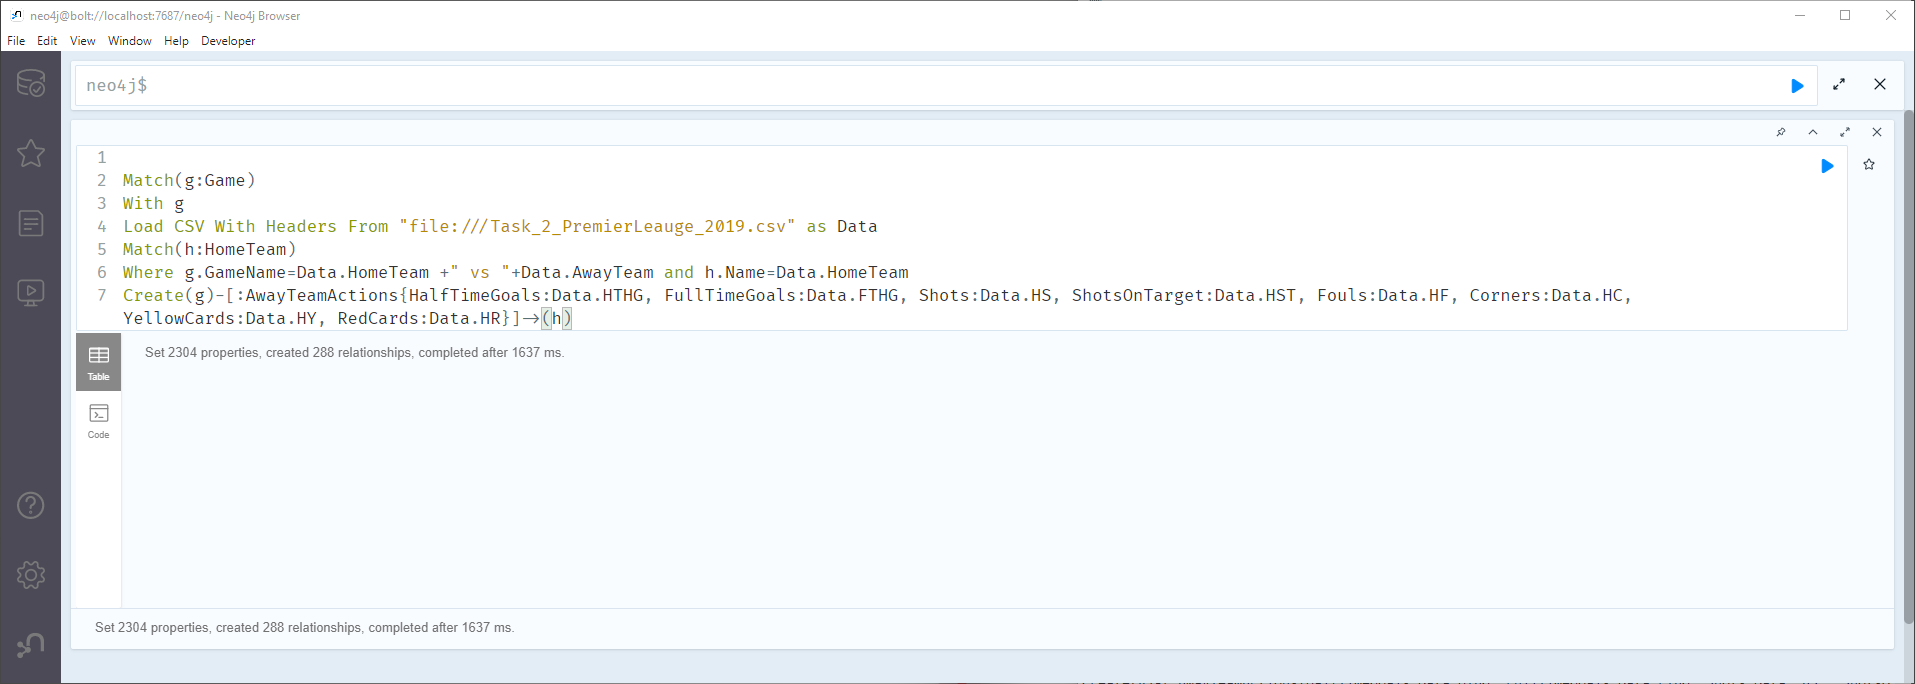 neo4j@bolt://localhost:7687/neo4j - Neo4j Browser
File Edit View Window Help Developer
neo4j$
1
2 Match(g:Game)
3 With g
4 Load CSV With Headers From "file:///Task_2_PremierLeauge_2019.csv" as Data
5 Match(h:HomeTeam)
6 Where g.GameName=Data.HomeTeam +" vs "+Data.AwayTeam and h.Name=Data.HomeTeam
7 Create(g)-[:AwayTeamActions{HalfTimeGoals:Data.HTHG, FullTimeGoals:Data.FTHG, Shots:Data.HS, ShotsOnTarget:Data.HST, Fouls:Data.HF, Corners:Data.HC,
YellowCards:Data.HY, RedCards:Data.HR}]->(h)
Set 2304 properties, created 288 relationships, completed after 1637 ms.
Table
Code
Set 2304 properties, created 288 relationships, completed after 1637 ms.